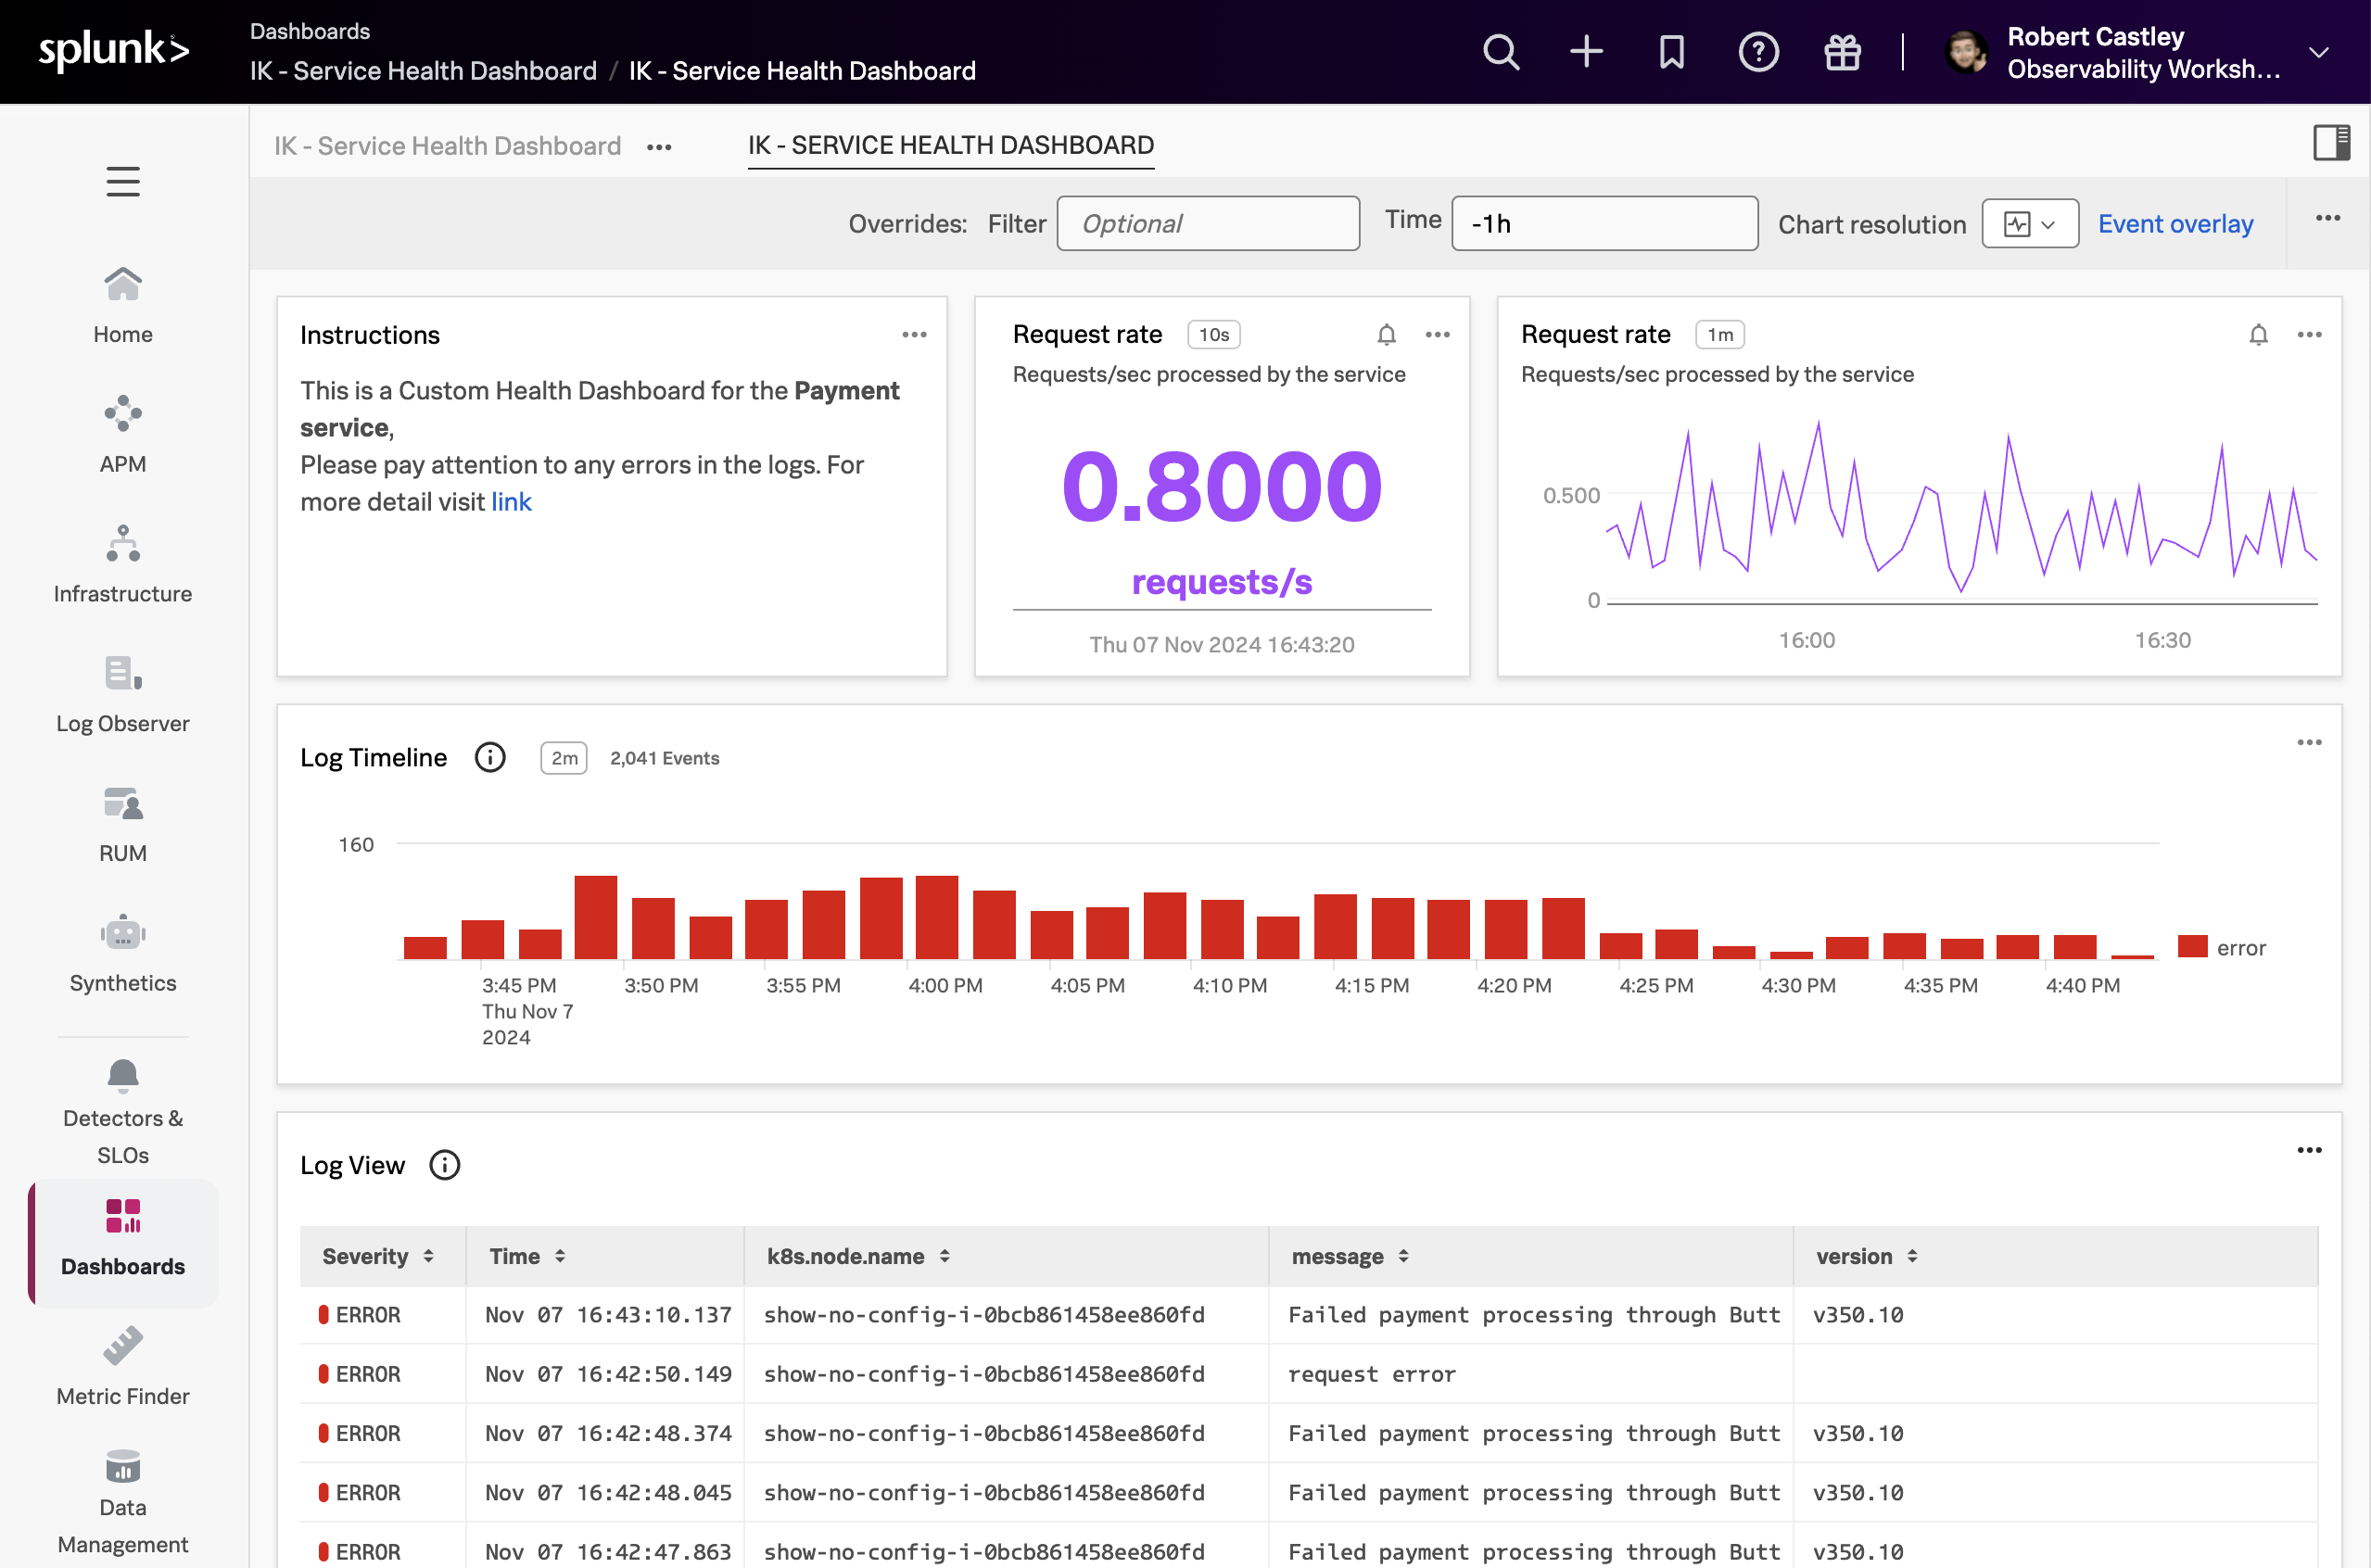 splunk>
Dashboards
IK - Service Health Dashboard / IK - Service Health Dashboard
Robert Castley
Observability Worksh...
IK - Service Health Dashboard
IK - SERVICE HEALTH DASHBOARD
Overrides: Filter Optional Time -1h Chart resolution Event overlay
Home
APM
Infrastructure
Log Observer
RUM
Synthetics
Detectors &
SLOs
Dashboards
Metric Finder
Data
Management
Instructions
This is a Custom Health Dashboard for the Payment
service,
Please pay attention to any errors in the logs. For
more detail visit link
Request rate 10s
Requests/sec processed by the service
0.8000
requests/s
Thu 07 Nov 2024 16:43:20
Request rate 1m
Requests/sec processed by the service
0.500
0
16:00 16:30
Log Timeline 2m 2,041 Events
160
error
3:45 PM 3:50 PM 3:55 PM 4:00 PM 4:05 PM 4:10 PM 4:15 PM 4:20 PM 4:25 PM 4:30 PM 4:35 PM 4:40 PM
Thu Nov 7
2024
Log View
Severity Time k8s.node.name message version
ERROR Nov 07 16:43:10.137 show-no-config-i-0bcb861458ee860fd Failed payment processing through Butt v350.10
ERROR Nov 07 16:42:50.149 show-no-config-i-0bcb861458ee860fd request error
ERROR Nov 07 16:42:48.374 show-no-config-i-0bcb861458ee860fd Failed payment processing through Butt v350.10
ERROR Nov 07 16:42:48.045 show-no-config-i-0bcb861458ee860fd Failed payment processing through Butt v350.10
ERROR Nov 07 16:42:47.863 show-no-config-i-0bcb861458ee860fd Failed payment processing through Butt v350.10